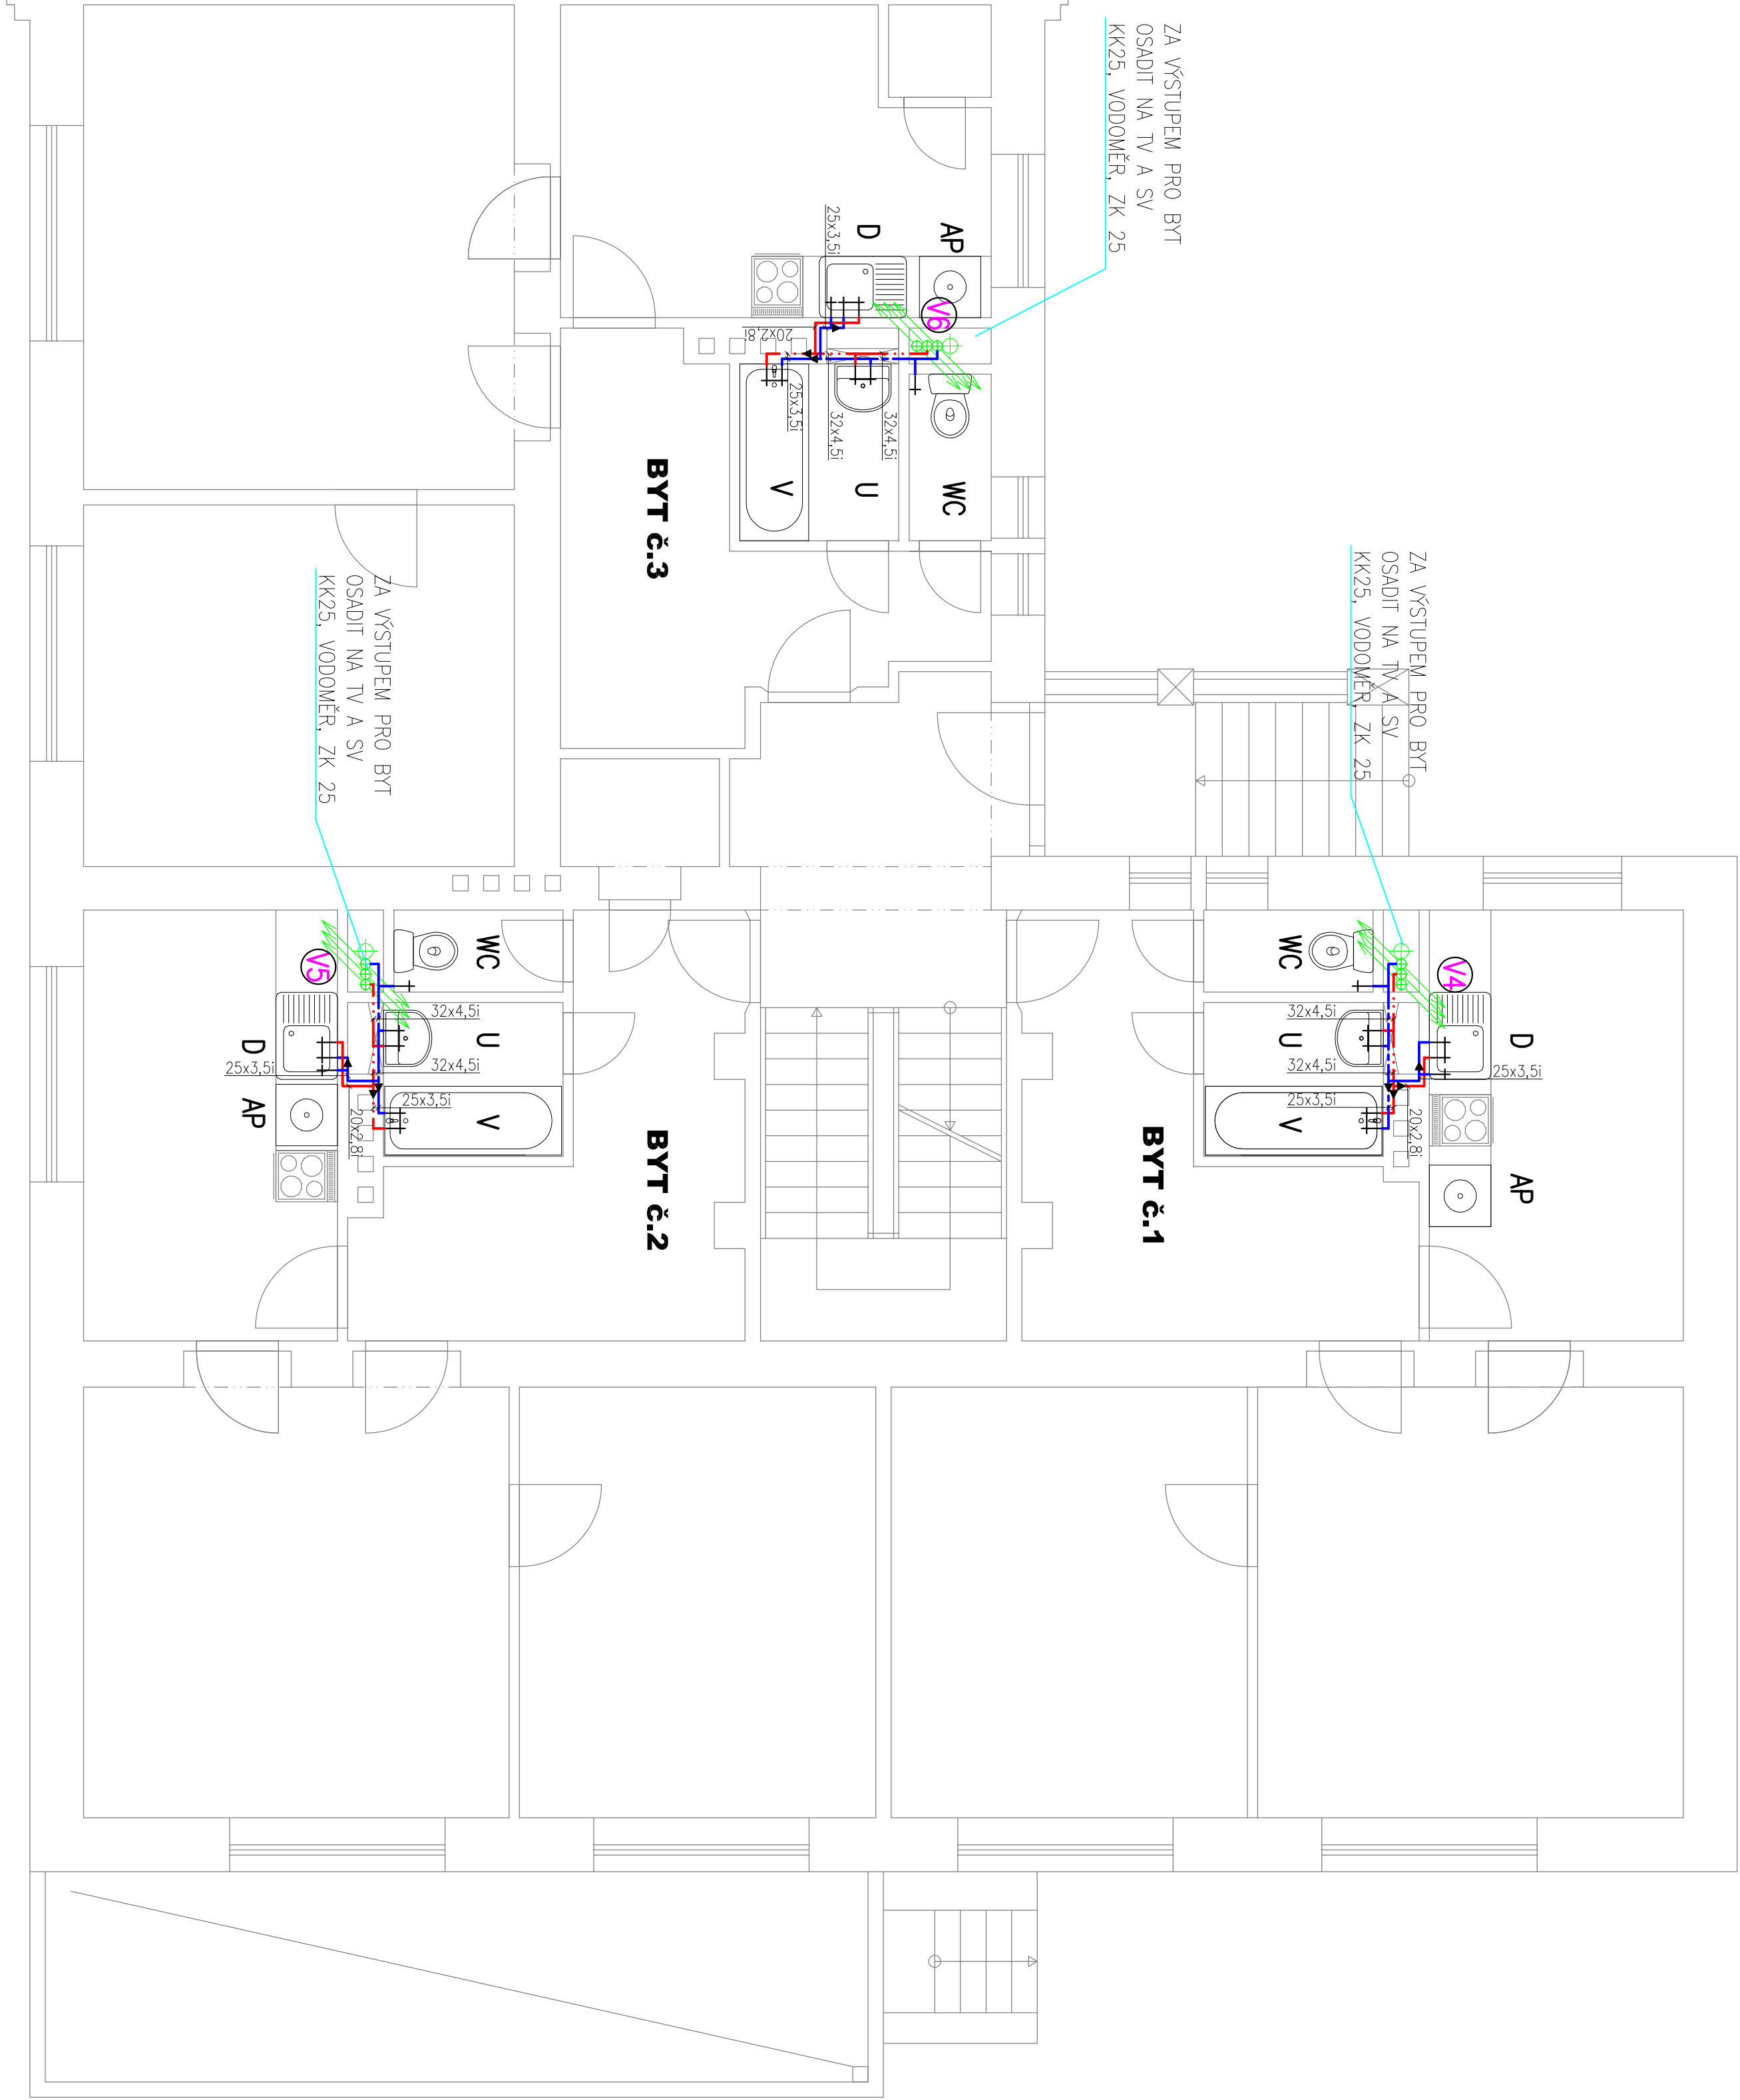 ZA VÝSTUPEM PRO BYT
OSADIT NA TV A SV
KK25, VODOMĚR, ZK 25
AP
D
25x3,5i
V6
20x2,8i
25x3,5i
32x4,5i
32x4,5i
WC
U
V
BYT č.3
ZA VÝSTUPEM PRO BYT
OSADIT NA TV A SV
KK25, VODOMĚR, ZK 25
ZA VÝSTUPEM PRO BYT
OSADIT NA TV A SV
KK25, VODOMĚR, ZK 25
V5
WC
32x4,5i
U
32x4,5i
D
25x3,5i
AP
25x3,5i
V
20x2,8i
BYT č.2
V4
WC
32x4,5i
U
32x4,5i
D
25x3,5i
25x3,5i
V
20x2,8i
AP
BYT č.1